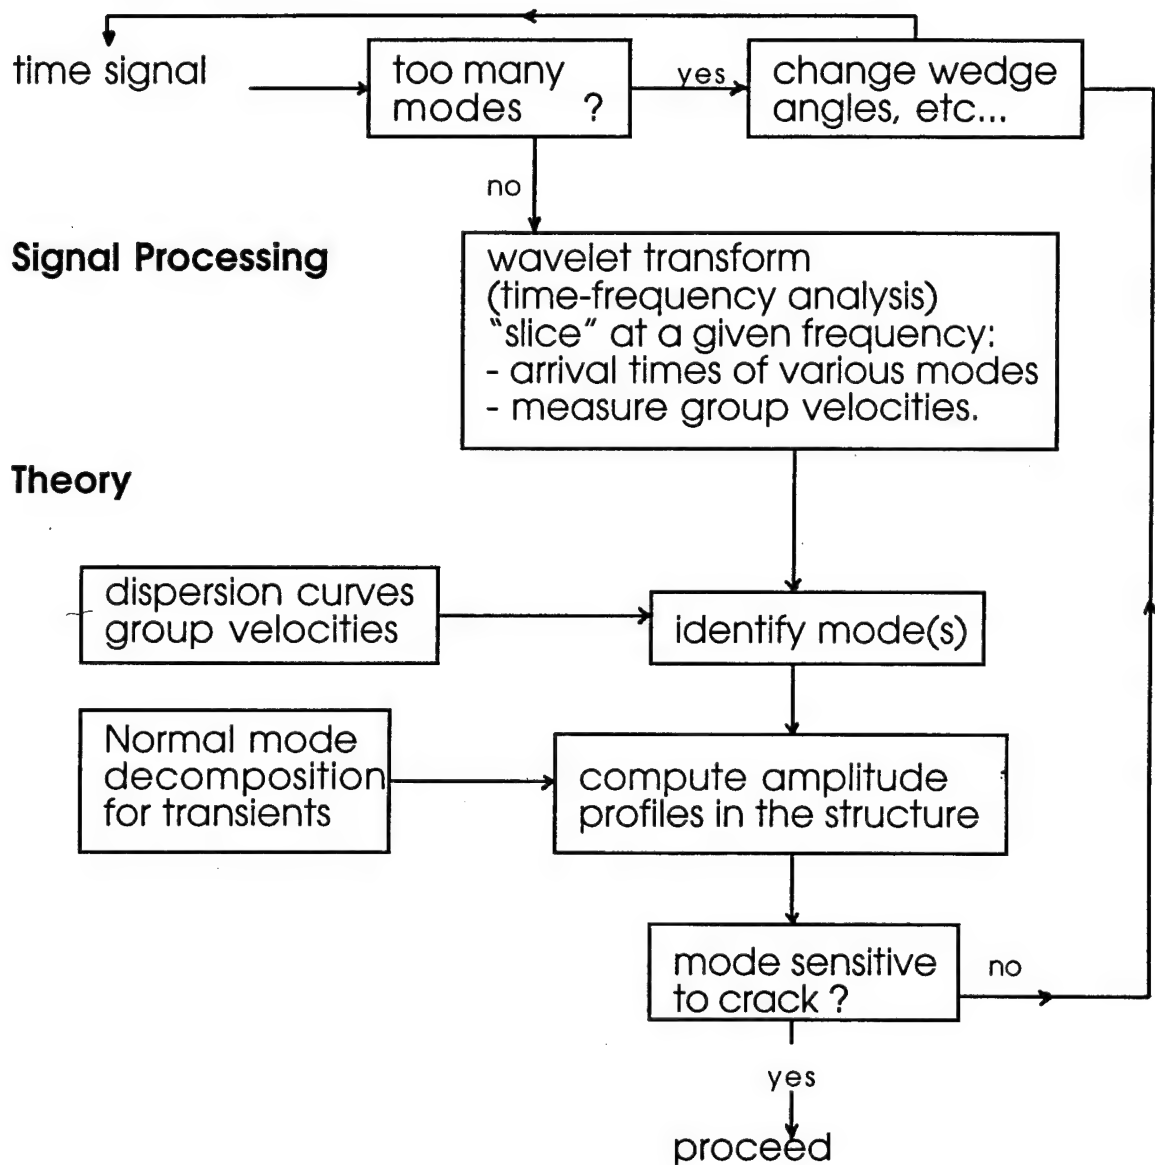 time signal
too many
modes ?
yes
change wedge
angles, etc...
no
Signal Processing
wavelet transform
(time-frequency analysis)
"slice" at a given frequency:
- arrival times of various modes
- measure group velocities.
Theory
dispersion curves
group velocities
identify mode(s)
Normal mode
decomposition
for transients
compute amplitude
profiles in the structure
mode sensitive
to crack ?
no
yes
proceed